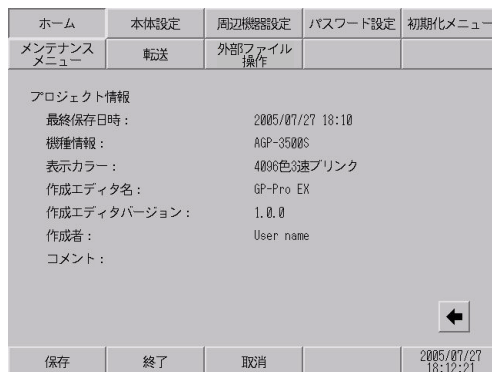 ホーム 本体設定 周辺機器設定 パスワード設定 初期化メニュー
メンテナンス
メニュー
転送
外部ファイル
操作
プロジェクト情報
最終保存日時： 2005/07/27 18:10
機種情報： AGP-3500S
表示カラー： 4096色3速ブリンク
作成エディタ名： GP-Pro EX
作成エディタバージョン： 1.0.0
作成者： User name
コメント：
保存 終了 取消
2005/07/27
18:12:21